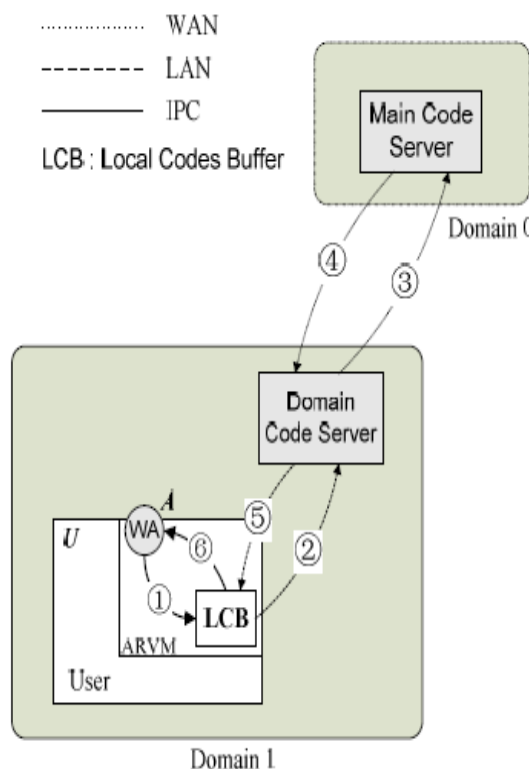 WAN
LAN
IPC
LCB : Local Codes Buffer
Main Code
Server
Domain 0
④
③
Domain
Code Server
A
WA
U
⑤
⑥
②
①
LCB
ARVM
User
Domain 1